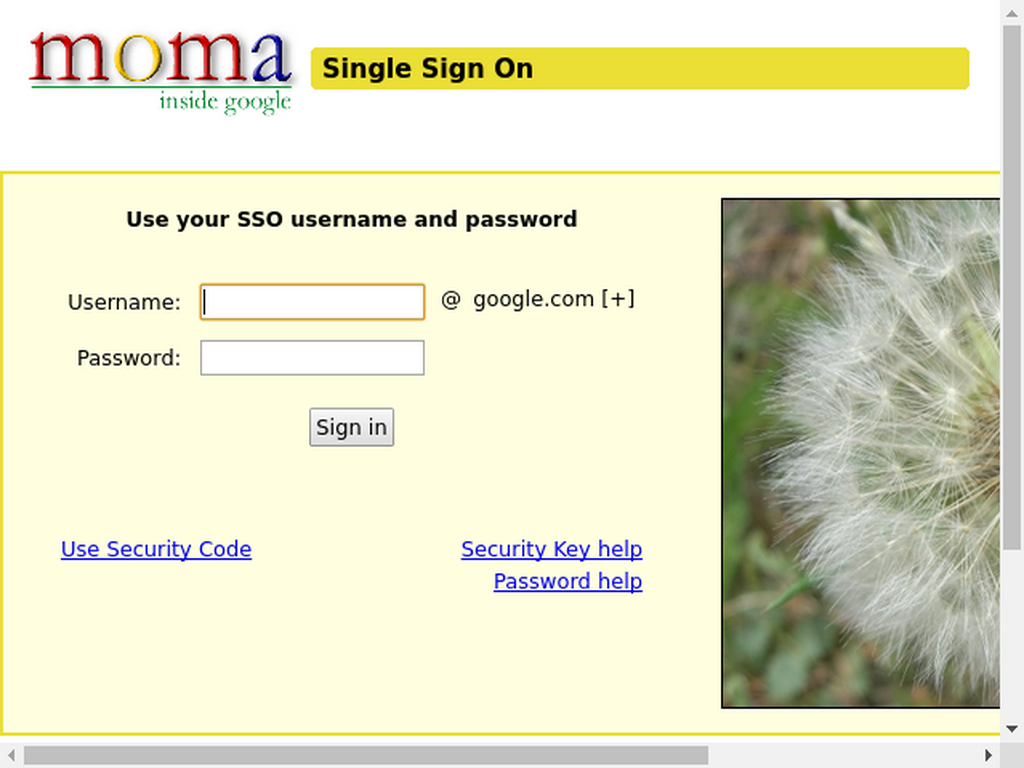 moma
inside google
Single Sign On
Use your SSO username and password
Username: @ google.com [+]
Password:
Sign in
Use Security Code Security Key help
Password help